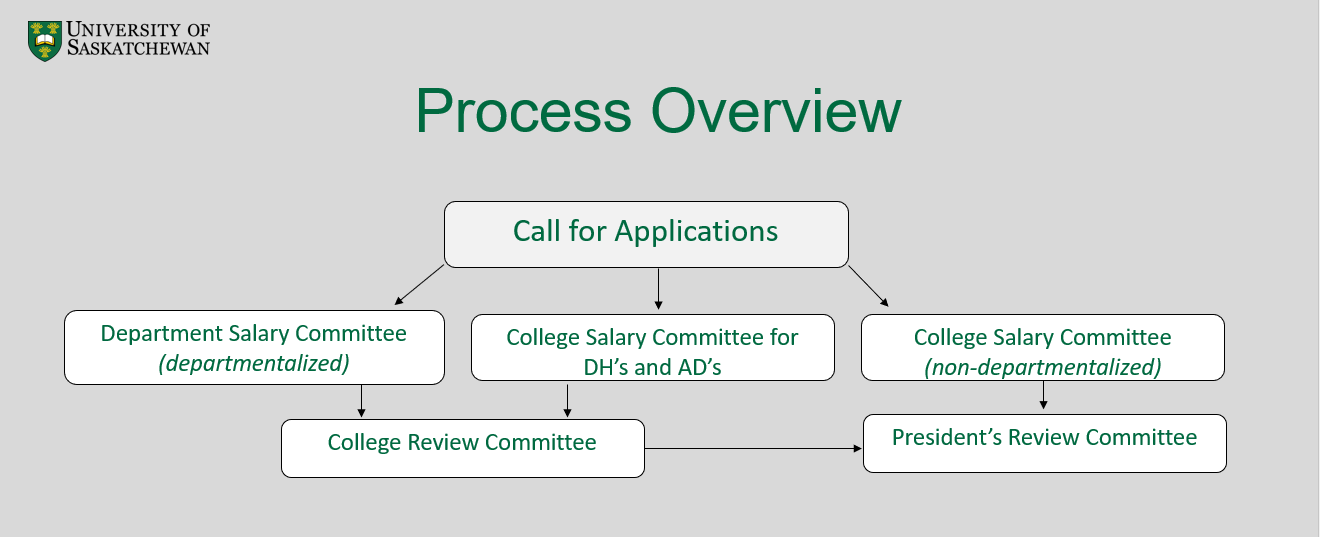 UNIVERSITY OF
SASKATCHEWAN
Process Overview
Call for Applications
Department Salary Committee
(departmentalized)
College Salary Committee for
DH’s and AD’s
College Salary Committee
(non-departmentalized)
College Review Committee
President’s Review Committee